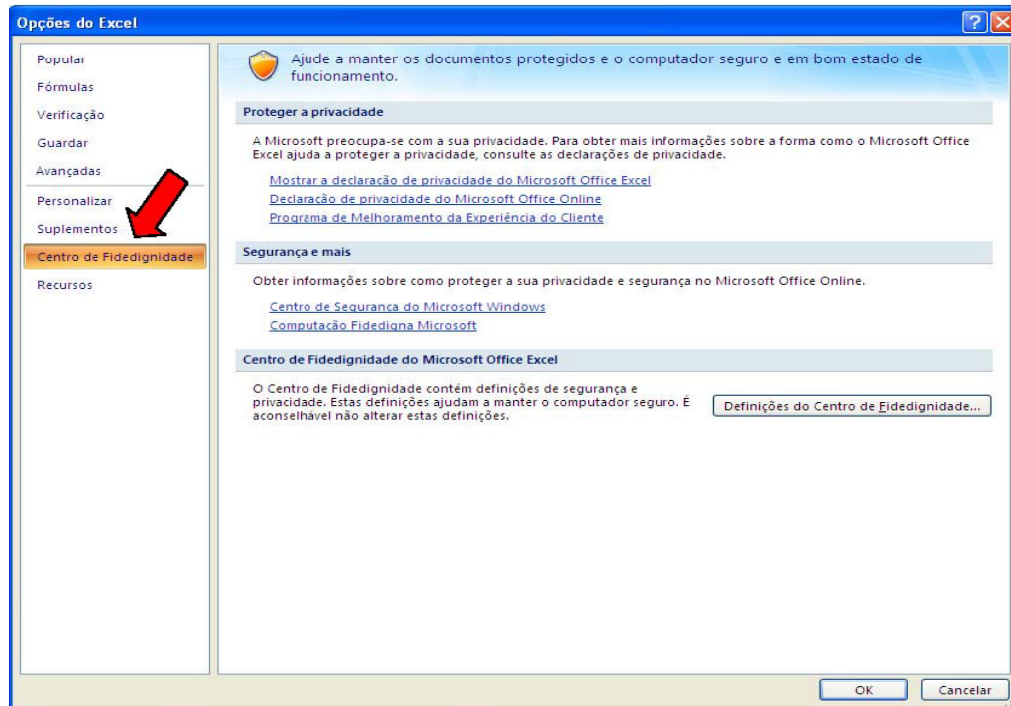 Opções do Excel
Popular
Fórmulas
Verificação
Guardar
Avançadas
Personalizar
Suplementos
Centro de Fidedignidade
Recursos
Ajude a manter os documentos protegidos e o computador seguro e em bom estado de
funcionamento.
Proteger a privacidade
A Microsoft preocupa-se com a sua privacidade. Para obter mais informações sobre a forma como o Microsoft Office
Excel ajuda a proteger a privacidade, consulte as declarações de privacidade.
Mostrar a declaração de privacidade do Microsoft Office Excel
Declaração de privacidade do Microsoft Office Online
Programa de Melhoramento da Experiência do Cliente
Segurança e mais
Obter informações sobre como proteger a sua privacidade e segurança no Microsoft Office Online.
Centro de Segurança do Microsoft Windows
Computação Fidedigna Microsoft
Centro de Fidedignidade do Microsoft Office Excel
O Centro de Fidedignidade contém definições de segurança e
privacidade. Estas definições ajudam a manter o computador seguro. É
aconselhável não alterar estas definições.
Definições do Centro de Fidedignidade...
OK
Cancelar